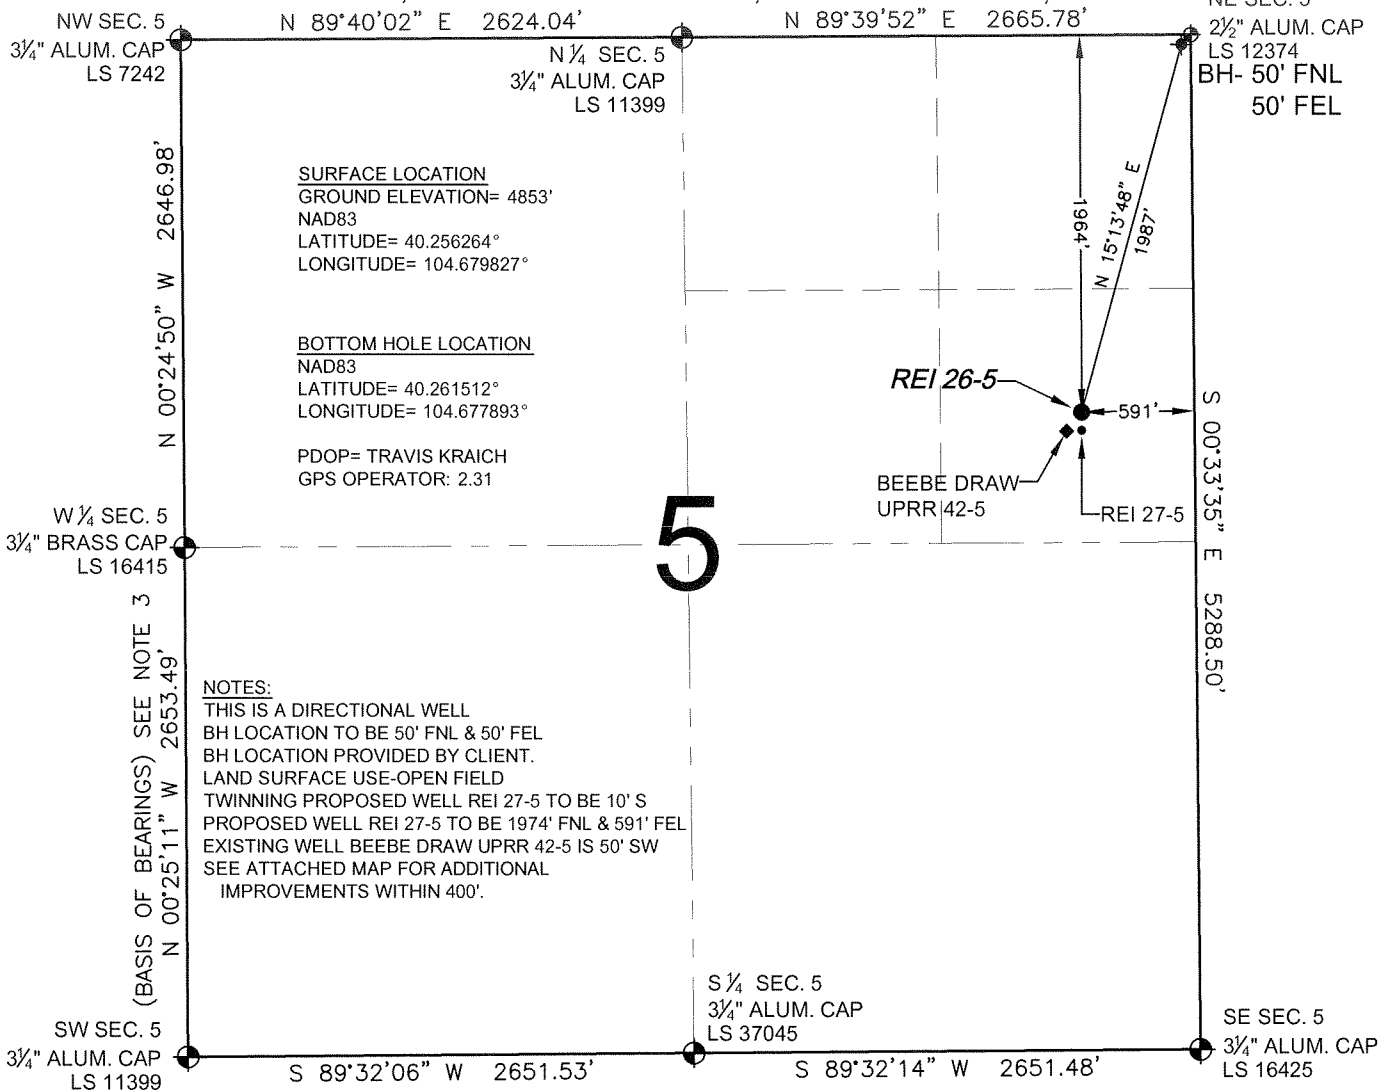 N 89°40'02" E 2624.04'
N 89°39'52" E 2665.78'
NW SEC. 5
3¼" ALUM. CAP
LS 7242
N ¼ SEC. 5
3¼" ALUM. CAP
LS 11399
NE SEC. 5
2½" ALUM. CAP
LS 12374
BH- 50' FNL
50' FEL
N 00°24'50" W 2646.98'
SURFACE LOCATION
GROUND ELEVATION= 4853'
NAD83
LATITUDE= 40.256264°
LONGITUDE= 104.679827°
BOTTOM HOLE LOCATION
NAD83
LATITUDE= 40.261512°
LONGITUDE= 104.677893°
PDOP= TRAVIS KRAICH
GPS OPERATOR: 2.31
1964'
N 15°13'48" E
1987'
REI 26-5
591'
BEEBE DRAW
UPRR 42-5
REI 27-5
S 00°33'35" E 5288.50'
W ¼ SEC. 5
3¼" BRASS CAP
LS 16415
5
(BASIS OF BEARINGS) SEE NOTE 3
N 00°25'11" W 2653.49'
NOTES:
THIS IS A DIRECTIONAL WELL
BH LOCATION TO BE 50' FNL & 50' FEL
BH LOCATION PROVIDED BY CLIENT.
LAND SURFACE USE-OPEN FIELD
TWINNING PROPOSED WELL REI 27-5 TO BE 10' S
PROPOSED WELL REI 27-5 TO BE 1974' FNL & 591' FEL
EXISTING WELL BEEBE DRAW UPRR 42-5 IS 50' SW
SEE ATTACHED MAP FOR ADDITIONAL
IMPROVEMENTS WITHIN 400'.
SW SEC. 5
3¼" ALUM. CAP
LS 11399
S ¼ SEC. 5
3¼" ALUM. CAP
LS 37045
SE SEC. 5
3¼" ALUM. CAP
LS 16425
S 89°32'06" W 2651.53'
S 89°32'14" W 2651.48'